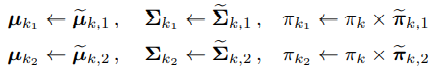 μ_{k_1} ← μ̃_{k,1} ,   Σ_{k_1} ← Σ̃_{k,1} ,   π_{k_1} ← π_k × π̃_{k,1}
μ_{k_2} ← μ̃_{k,2} ,   Σ_{k_2} ← Σ̃_{k,2} ,   π_{k_2} ← π_k × π̃_{k,2}